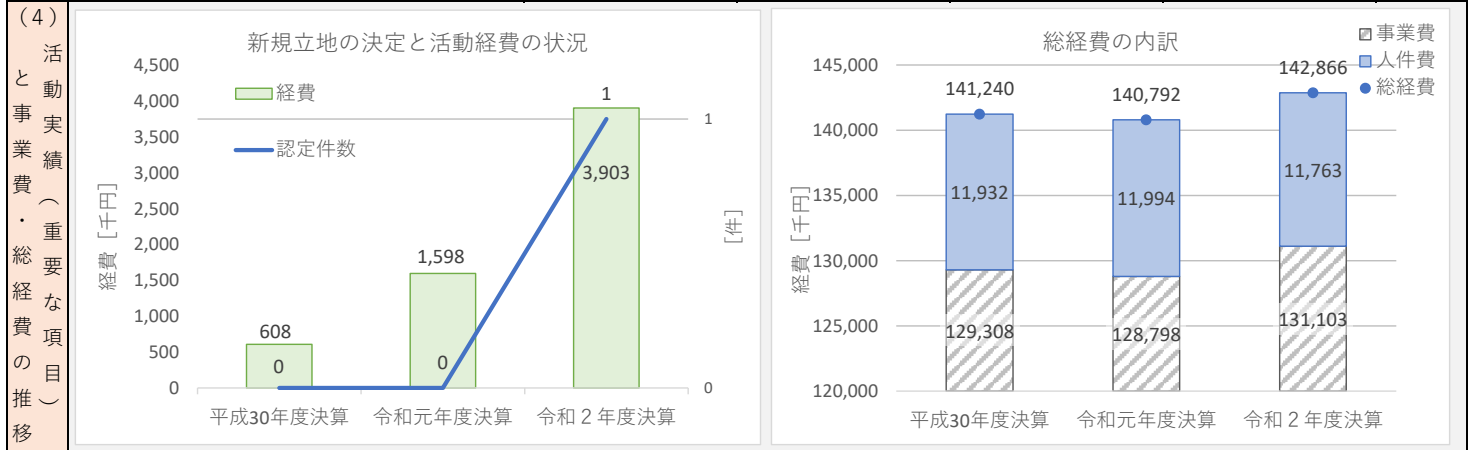 (4)
活動実績(重要な項目)
と事業費・総経費の推移
新規立地の決定と活動経費の状況
4,500
4,000
3,500
3,000
2,500
2,000
1,500
1,000
500
0
経費[千円]
経費
認定件数
608
0
1,598
0
1
3,903
1
0
[件]
平成30年度決算
令和元年度決算
令和２年度決算
総経費の内訳
事業費
人件費
総経費
145,000
140,000
135,000
130,000
125,000
120,000
経費[千円]
141,240
140,792
142,866
11,932
11,994
11,763
129,308
128,798
131,103
平成30年度決算
令和元年度決算
令和２年度決算